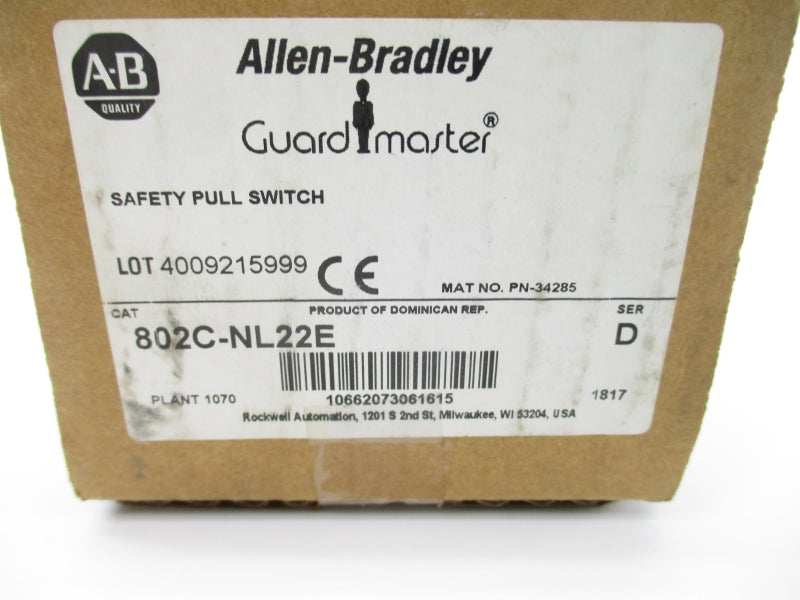 A-B
QUALITY
Allen-Bradley
Guardmaster®
SAFETY PULL SWITCH
LOT 4009215999 CE
MAT NO. PN-34285
CAT
PRODUCT OF DOMINICAN REP.
SER
802C-NL22E
D
PLANT 1070
10662073061615
1817
Rockwell Automation, 1201 S 2nd St, Milwaukee, WI 53204, USA